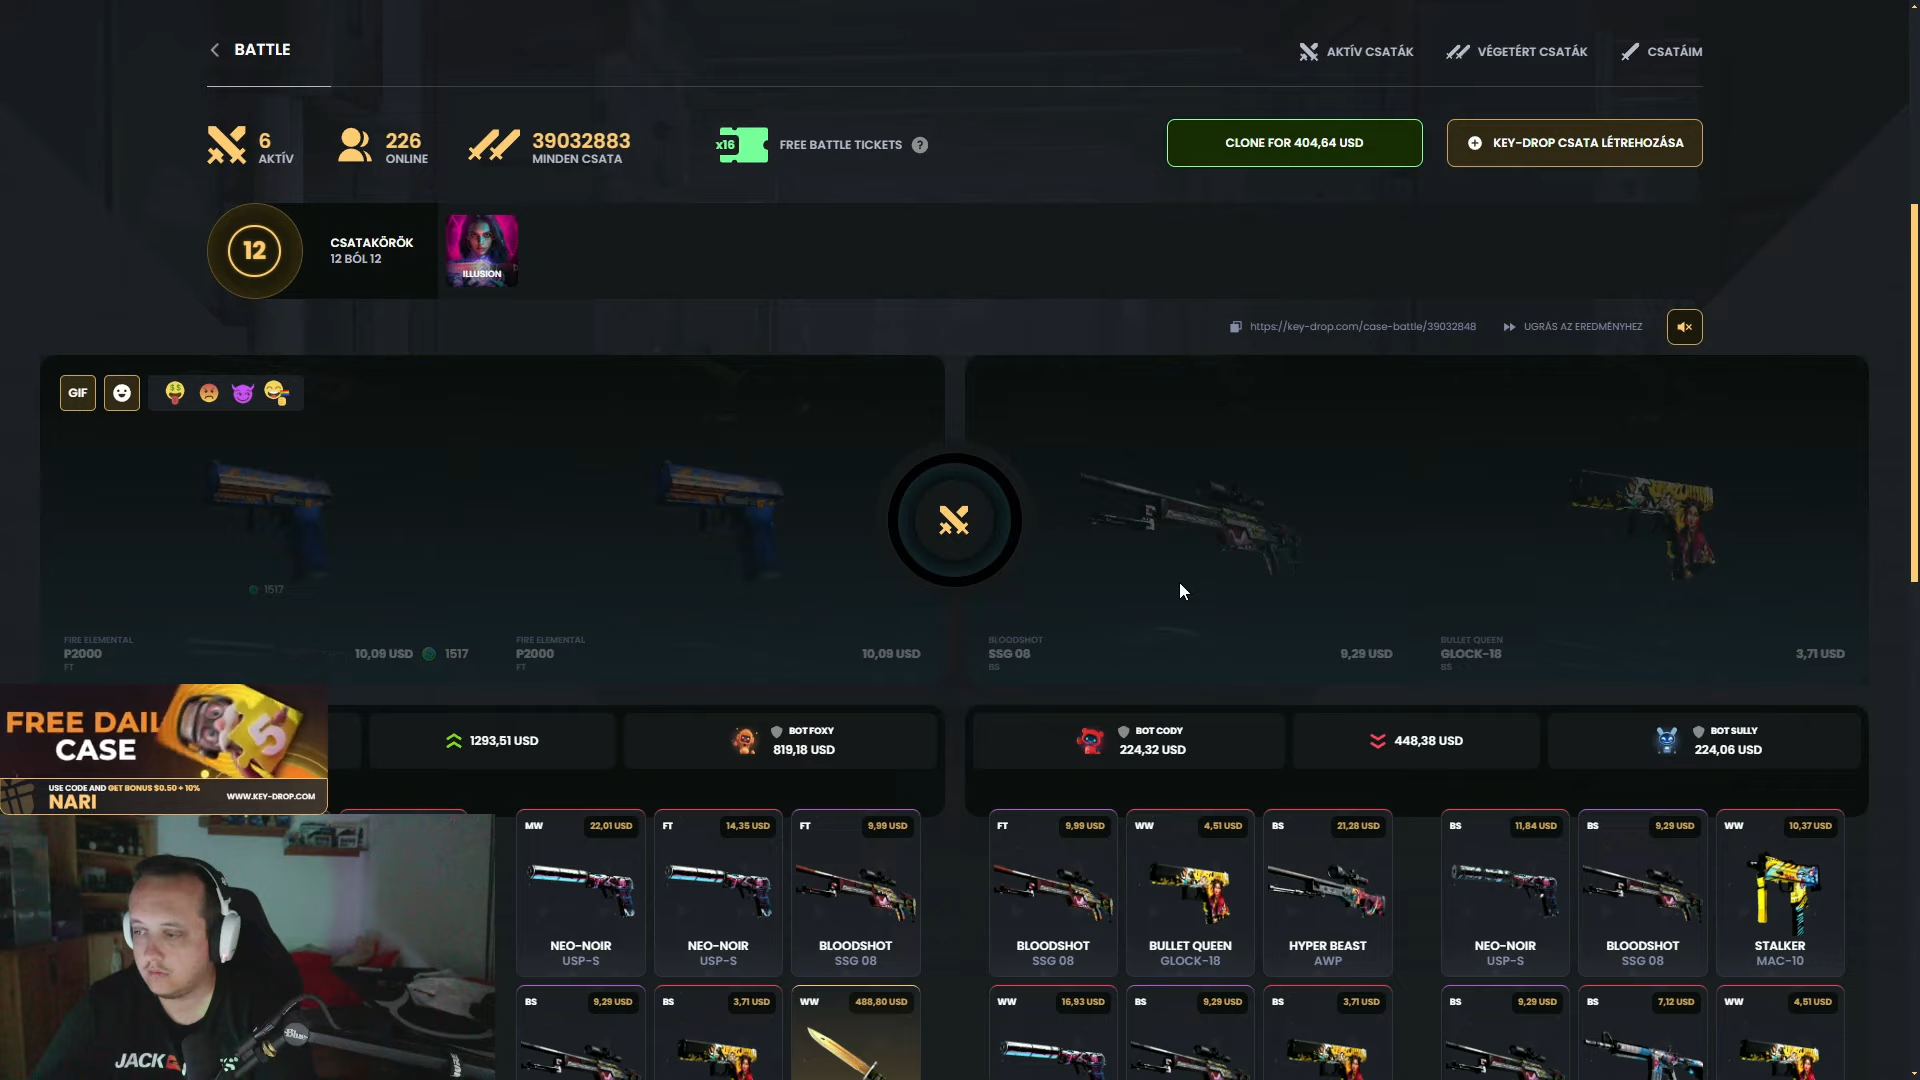 BATTLE
AKTÍV CSATÁK
VÉGETÉRT CSATÁK
CSATÁIM
6
AKTÍV
226
ONLINE
39032883
MINDEN CSATA
x16
FREE BATTLE TICKETS
?
CLONE FOR 404,64 USD
KEY-DROP CSATA LÉTREHOZÁSA
12
CSATAKÖRÖK
12 BÓL 12
ILLUSION
https://key-drop.com/case-battle/39032848
UGRÁS AZ EREDMÉNYHEZ
GIF
1517
FIRE ELEMENTAL
P2000
FT
10,09 USD
1517
FIRE ELEMENTAL
P2000
FT
10,09 USD
BLOODSHOT
SSG 08
BS
9,29 USD
BULLET QUEEN
GLOCK-18
BS
3,71 USD
1293,51 USD
BOT FOXY
819,18 USD
BOT CODY
224,32 USD
448,38 USD
BOT SULLY
224,06 USD
FREE DAIL
CASE
5
USE CODE AND GET BONUS $0.50 + 10%
NARI
WWW.KEY-DROP.COM
MW 22,01 USD
NEO-NOIR
USP-S
FT 14,35 USD
NEO-NOIR
USP-S
FT 9,99 USD
BLOODSHOT
SSG 08
FT 9,99 USD
BLOODSHOT
SSG 08
WW 4,51 USD
BULLET QUEEN
GLOCK-18
BS 21,28 USD
HYPER BEAST
AWP
BS 11,84 USD
NEO-NOIR
USP-S
BS 9,29 USD
BLOODSHOT
SSG 08
WW 10,37 USD
STALKER
MAC-10
BS 9,29 USD
BS 3,71 USD
WW 488,80 USD
WW 16,93 USD
BS 9,29 USD
BS 3,71 USD
BS 9,29 USD
BS 7,12 USD
WW 4,51 USD
JACK
Blue